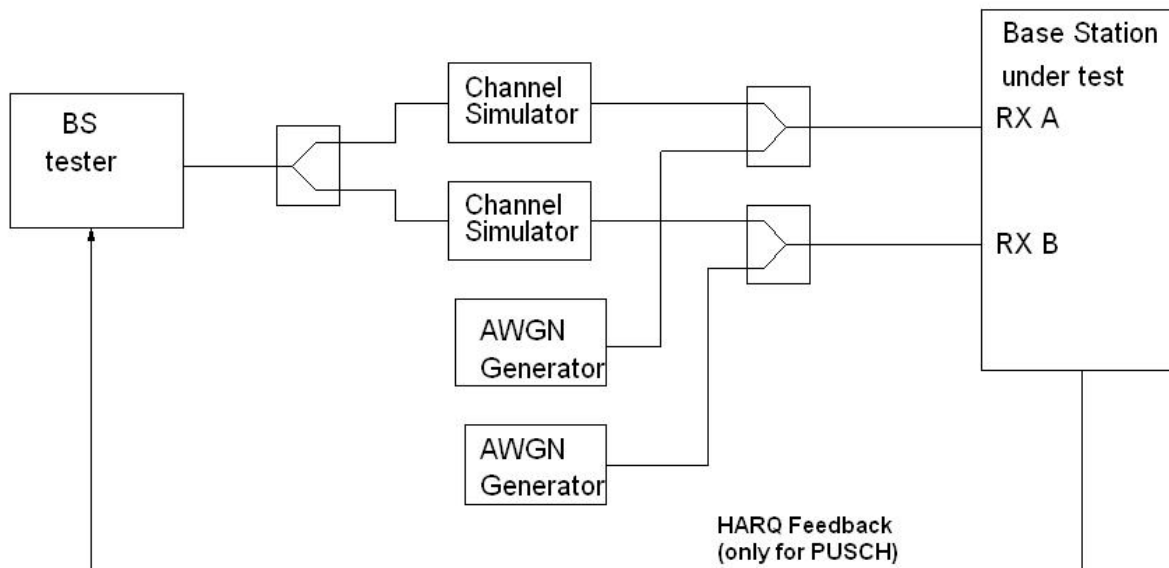 BS
tester
Channel
Simulator
Channel
Simulator
AWGN
Generator
AWGN
Generator
Base Station
under test
RX A
RX B
HARQ Feedback
(only for PUSCH)